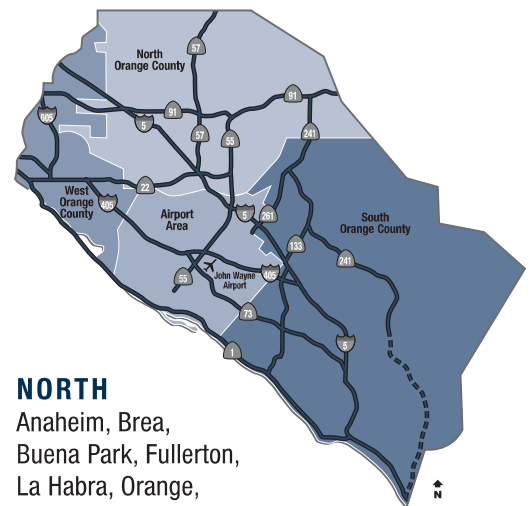 57
North
Orange County
91
91
605
5
57
55
241
22
West
Orange
County
405
Airport
Area
5
261
South
Orange County
133
241
55
John Wayne
Airport
405
73
1
5
NORTH
Anaheim, Brea,
Buena Park, Fullerton,
La Habra, Orange,
N